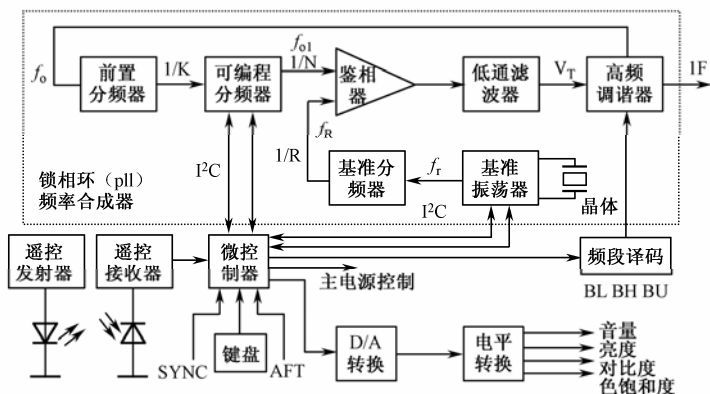 fo
前置
分频器
1/K
可编程
分频器
fo1
1/N
鉴相
器
低通滤
波器
VT
高频
调谐器
IF
fR
1/R
基准分
频器
fr
基准
振荡器
晶体
I²C
I²C
锁相环（pll）
频率合成器
遥控
发射器
遥控
接收器
微控
制器
主电源控制
频段译码
BL BH BU
SYNC
键盘
AFT
D/A
转换
电平
转换
音量
亮度
对比度
色饱和度